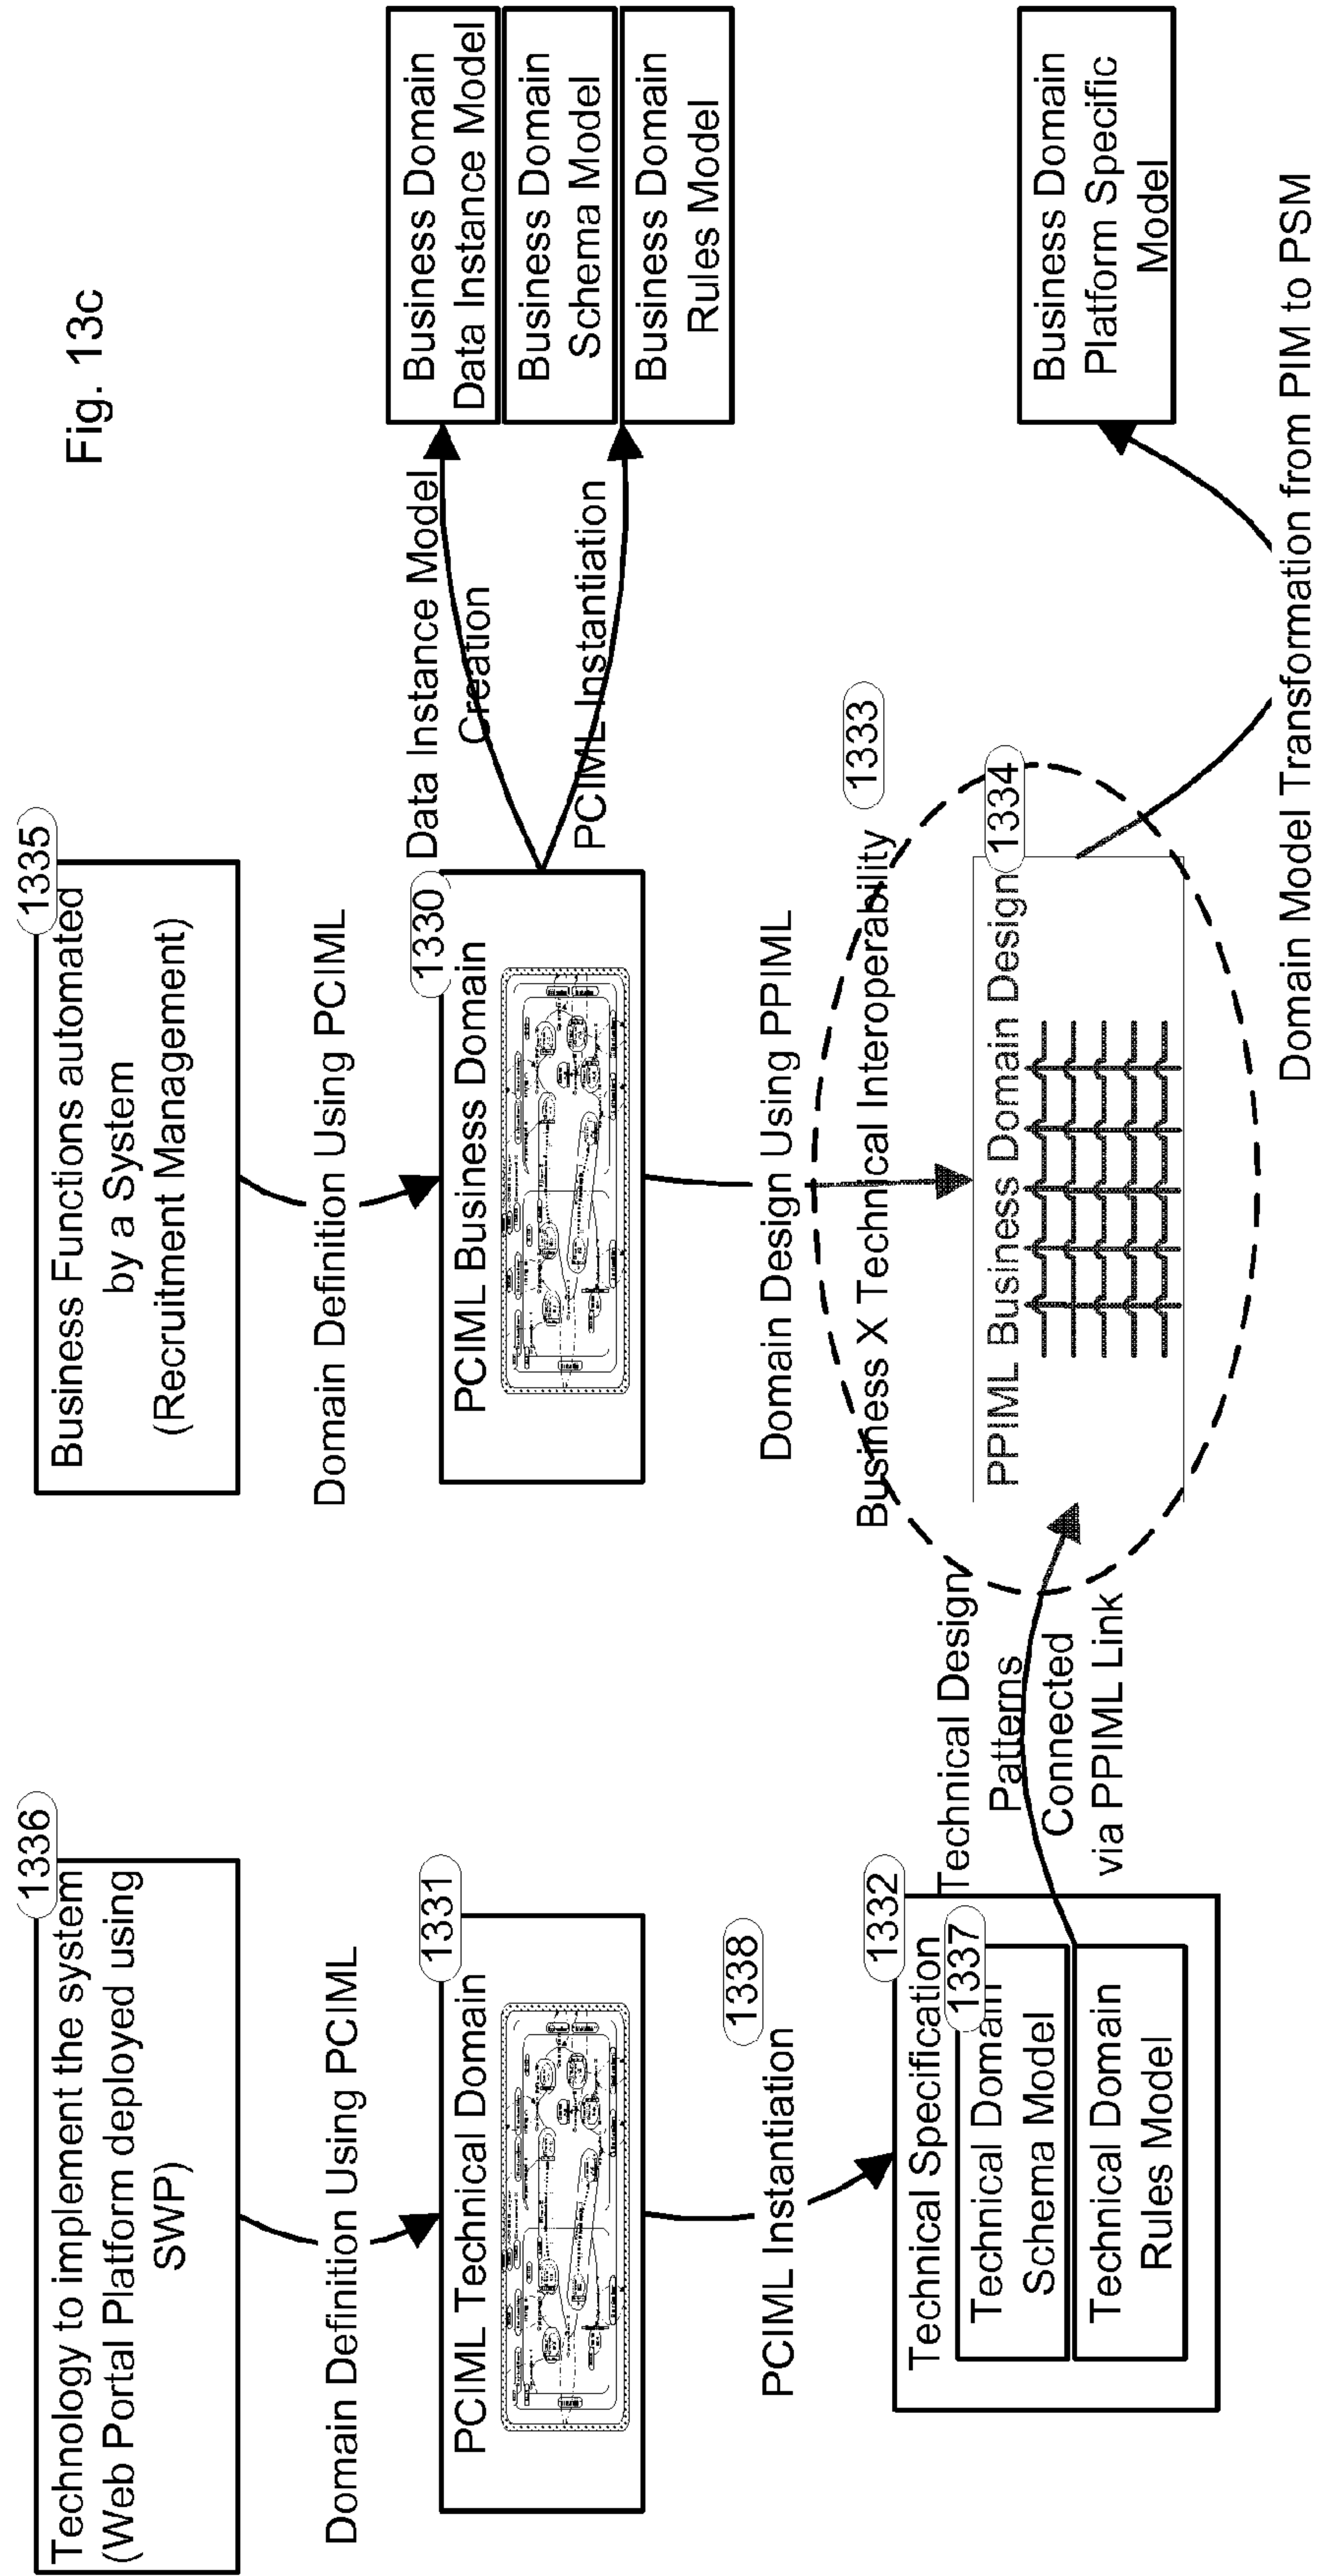 Fig. 13c
1336
Technology to implement the system
(Web Portal Platform deployed using
SWP)
1335
Business Functions automated
by a System
(Recruitment Management)
Domain Definition Using PCIML
Domain Definition Using PCIML
1331
PCIML Technical Domain
1330
PCIML Business Domain
Data Instance Model
Creation
PCIML Instantiation
Business Domain
Data Instance Model
Business Domain
Schema Model
Business Domain
Rules Model
1338
PCIML Instantiation
Domain Design Using PPIML
1333
Business X Technical Interoperability
1332
Technical Specification
1337
Technical Domain
Schema Model
Technical Domain
Rules Model
Technical Design
Patterns
Connected
via PPIML Link
1334
PPIML Business Domain Design
Business Domain
Platform Specific
Model
Domain Model Transformation from PIM to PSM